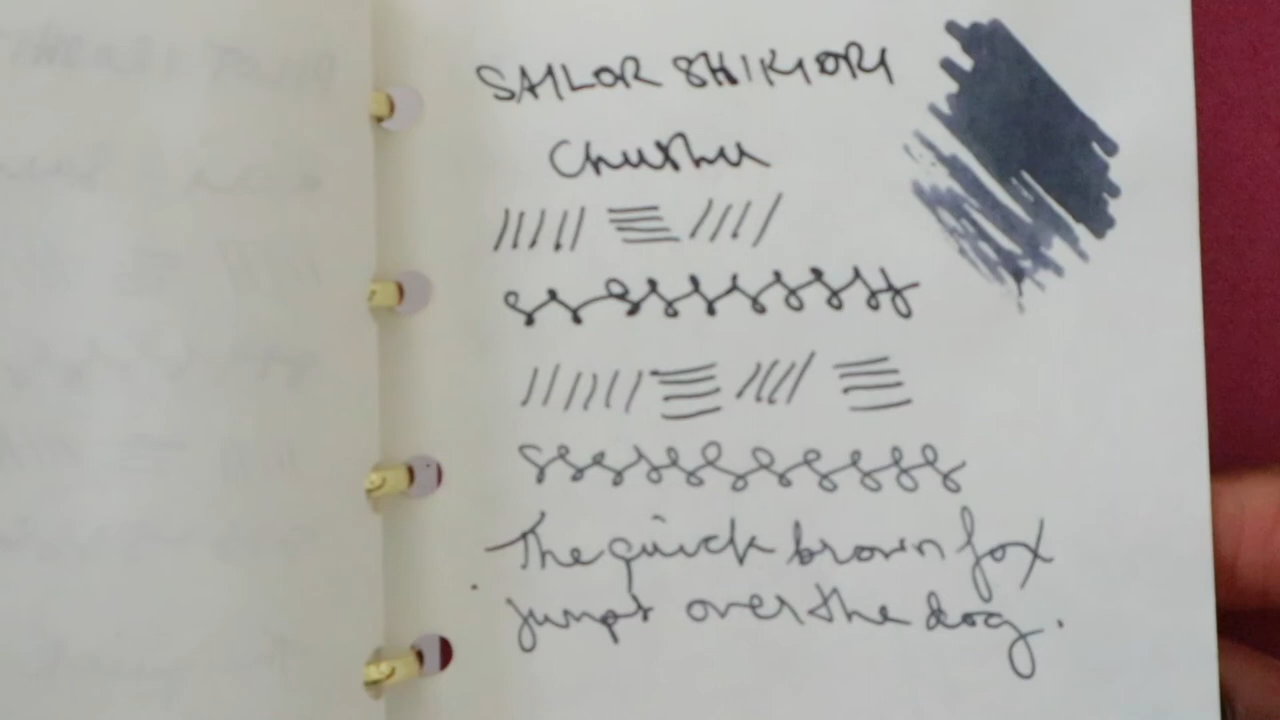 SAILOR SHIKIORI
Chushu
The quick brown fox
jumps over the dog.